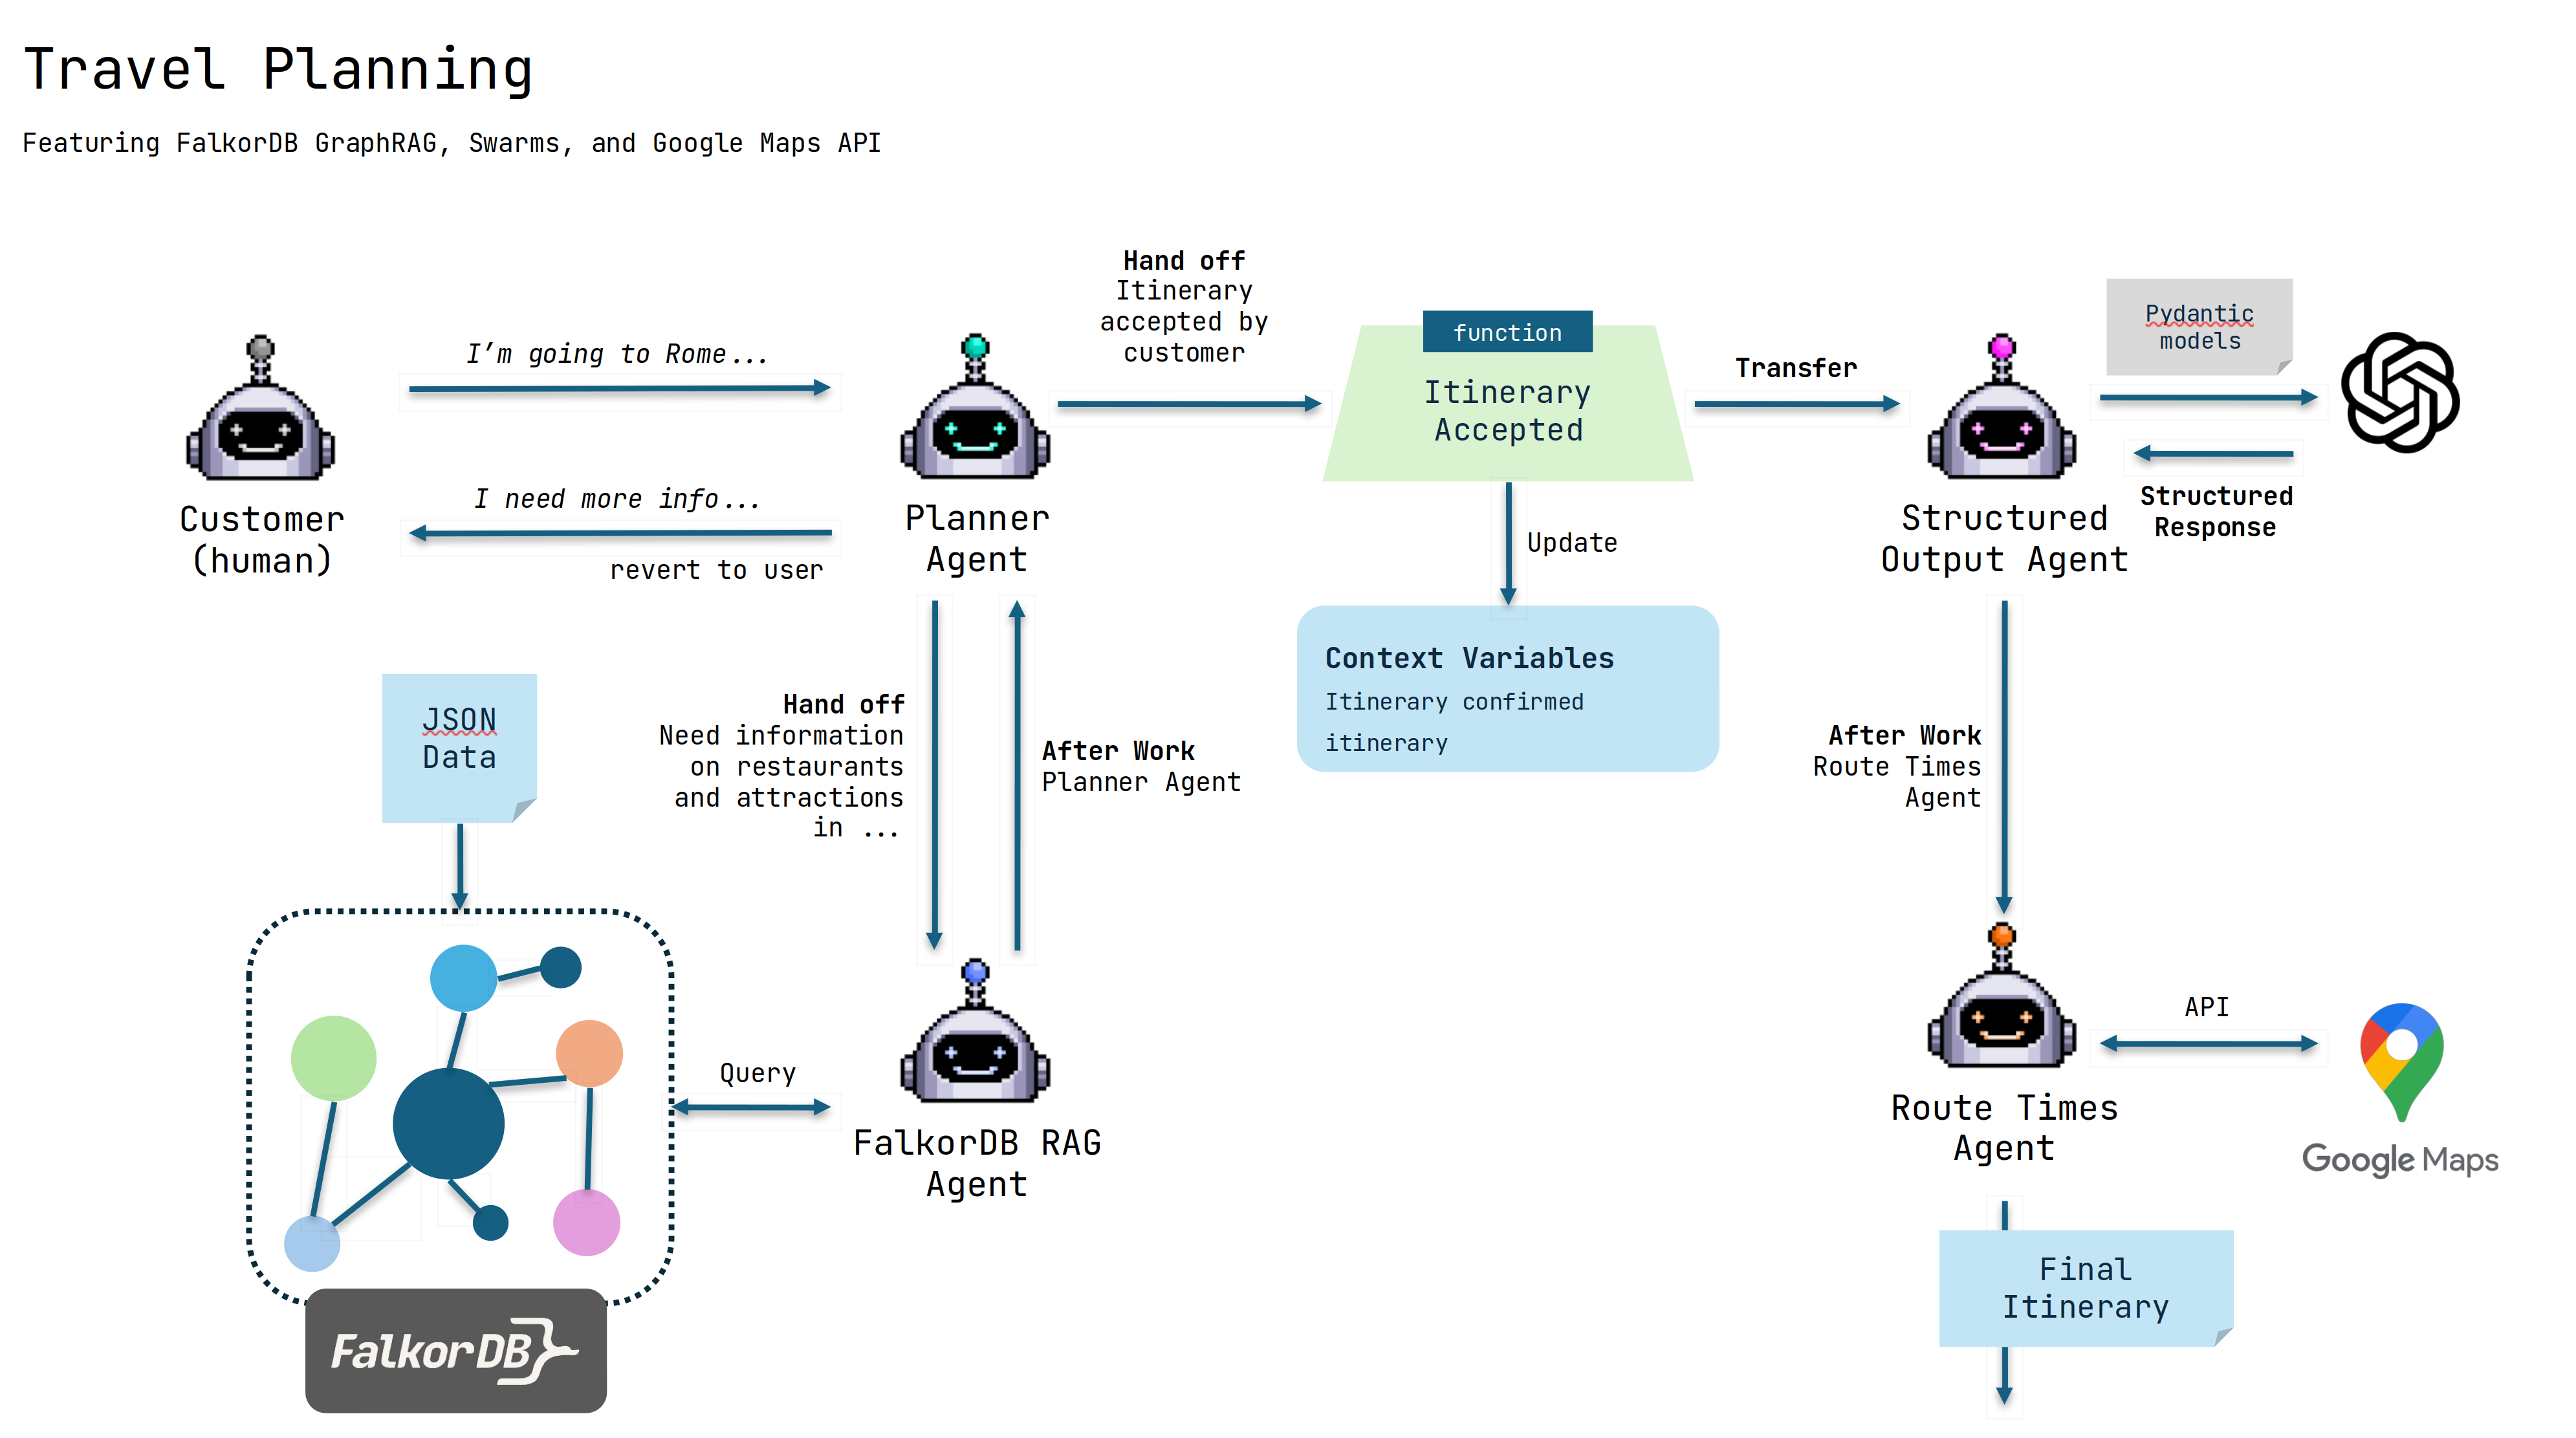 Travel Planning
Featuring FalkorDB GraphRAG, Swarms, and Google Maps API
I'm going to Rome...
I need more info...
revert to user
Customer
(human)
Planner
Agent
Hand off
Itinerary
accepted by
customer
function
Itinerary
Accepted
Transfer
Update
Context Variables
Itinerary confirmed
itinerary
Structured
Output Agent
Pydantic
models
Structured
Response
JSON
Data
Hand off
Need information
on restaurants
and attractions
in ...
After Work
Planner Agent
After Work
Route Times
Agent
Query
FalkorDB RAG
Agent
FalkorDB
Route Times
Agent
API
Google Maps
Final
Itinerary